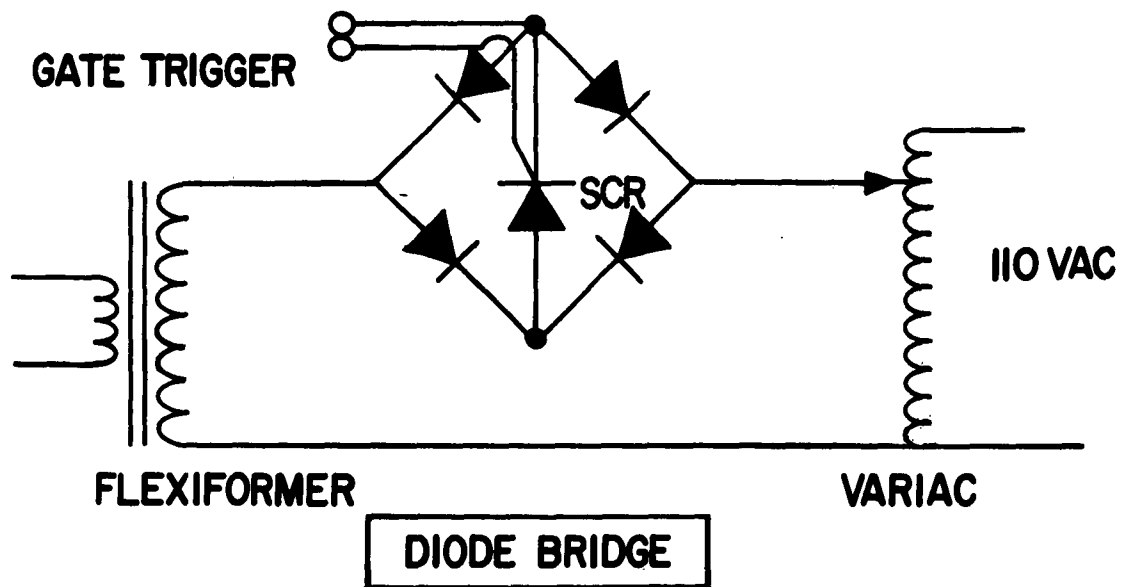 GATE TRIGGER
SCR
110 VAC
FLEXIFORMER
VARIAC
DIODE BRIDGE